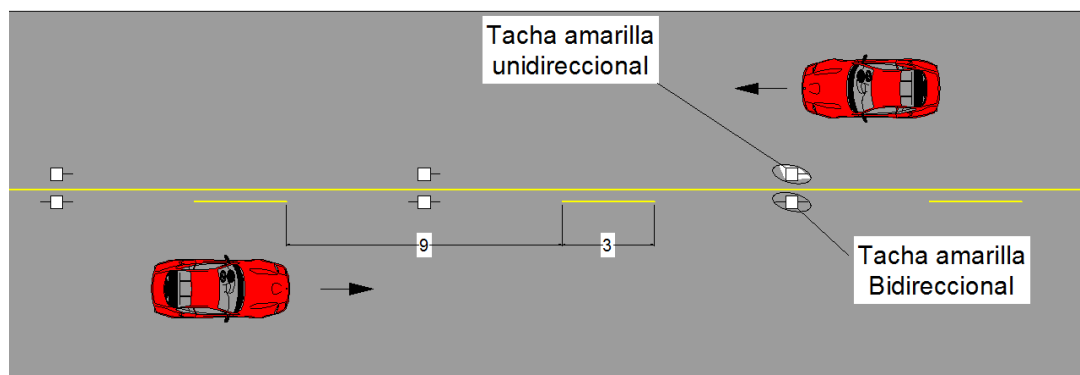 Tacha amarilla
unidireccional
9
3
Tacha amarilla
Bidireccional